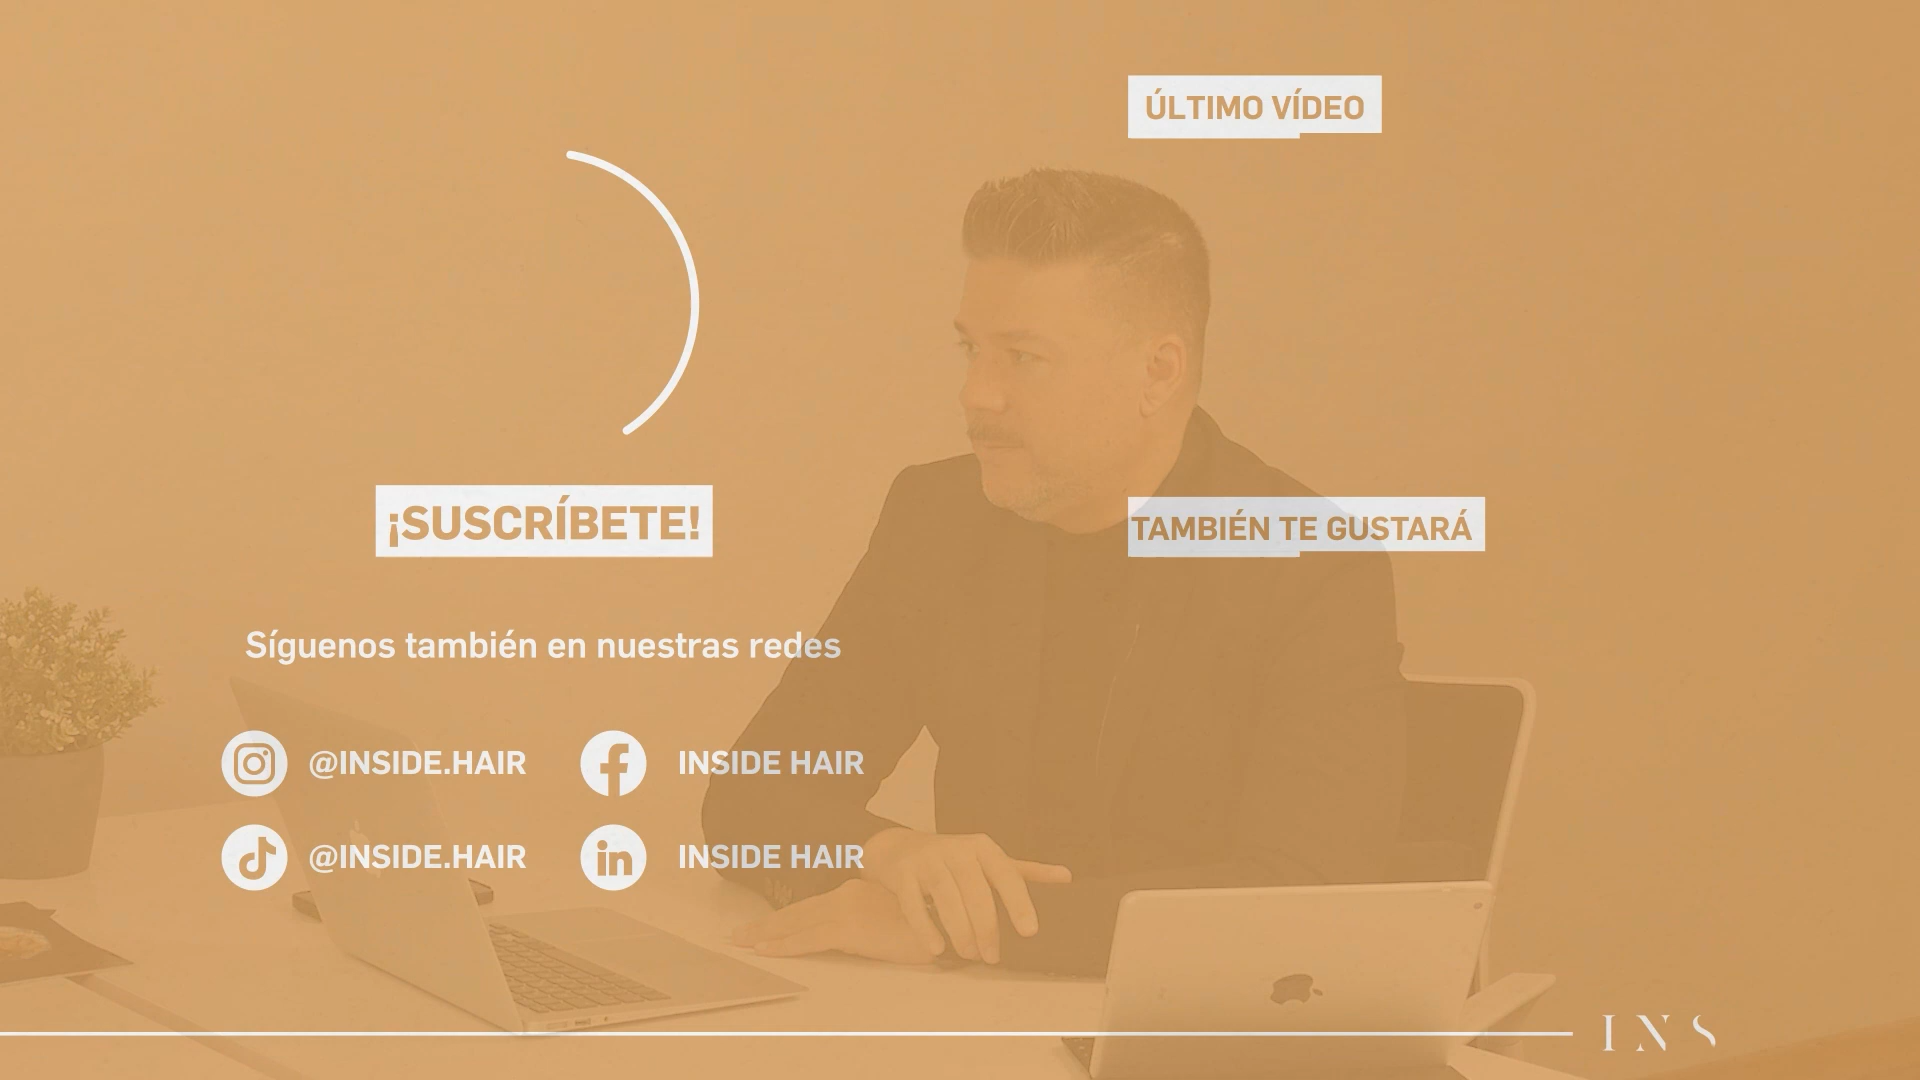 ÚLTIMO VÍDEO
¡SUSCRÍBETE!
TAMBIÉN TE GUSTARÁ
Síguenos también en nuestras redes
@INSIDE.HAIR
INSIDE HAIR
@INSIDE.HAIR
in
INSIDE HAIR
INS